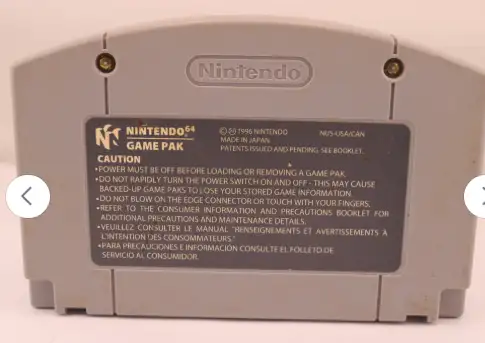 Nintendo
NINTENDO64
GAME PAK
© Ⓟ 1996 NINTENDO
MADE IN JAPAN
PATENTS ISSUED AND PENDING. SEE BOOKLET.
NUS-USA/CAN
CAUTION
•POWER MUST BE OFF BEFORE LOADING OR REMOVING A GAME PAK.
•DO NOT RAPIDLY TURN THE POWER SWITCH ON AND OFF - THIS MAY CAUSE
BACKED-UP GAME PAKS TO LOSE YOUR STORED GAME INFORMATION.
•DO NOT BLOW ON THE EDGE CONNECTOR OR TOUCH WITH YOUR FINGERS.
•REFER TO THE CONSUMER INFORMATION AND PRECAUTIONS BOOKLET FOR
ADDITIONAL PRECAUTIONS AND MAINTENANCE DETAILS.
•VEUILLEZ CONSULTER LE MANUAL "RENSEIGNEMENTS ET AVERTISSEMENTS À
L'INTENTION DES CONSOMMATEURS."
•PARA PRECAUCIONES E INFORMACIÓN CONSULTE EL FOLLETO DE
SERVICIO AL CONSUMIDOR.